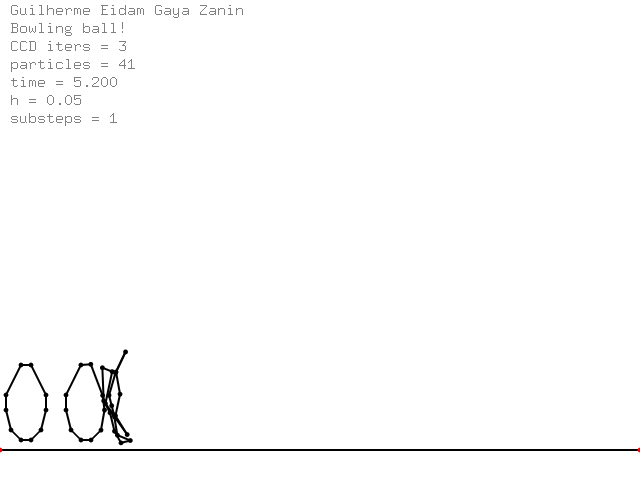 Guilherme Eidam Gaya Zanin
Bowling ball!
CCD iters = 3
particles = 41
time = 5.200
h = 0.05
substeps = 1